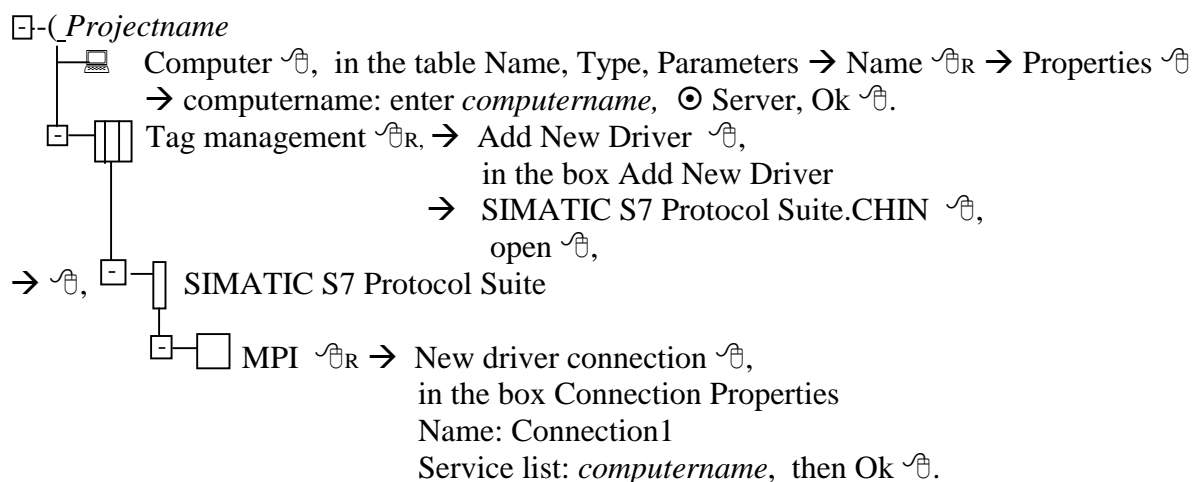 -( Projectname
Computer 🖰, in the table Name, Type, Parameters → Name 🖰R → Properties 🖰
→ computername: enter computername, ⊙ Server, Ok 🖰.
Tag management 🖰R, → Add New Driver 🖰,
in the box Add New Driver
→ SIMATIC S7 Protocol Suite.CHIN 🖰,
open 🖰,
→ 🖰, SIMATIC S7 Protocol Suite
MPI 🖰R → New driver connection 🖰,
in the box Connection Properties
Name: Connection1
Service list: computername, then Ok 🖰.